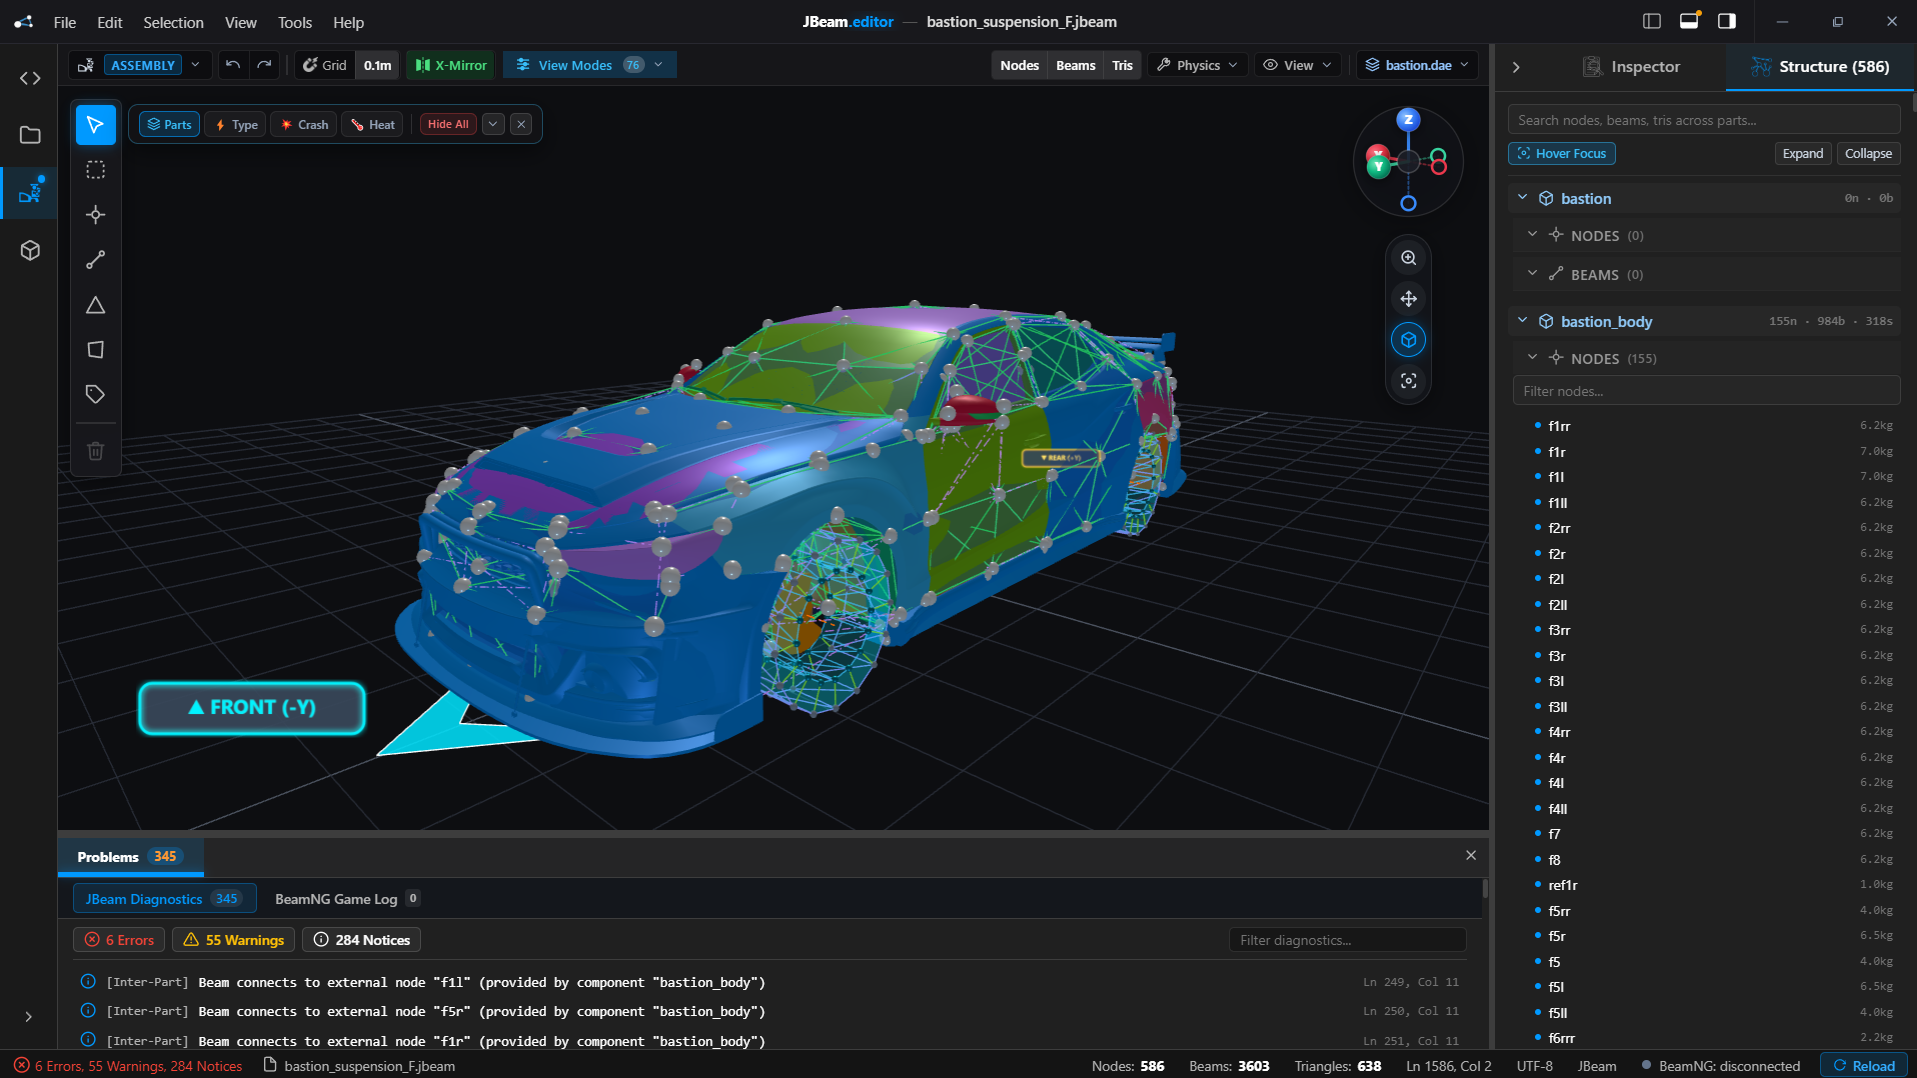 File Edit Selection View Tools Help
JBeam.editor — bastion_suspension_F.jbeam
ASSEMBLY
Grid 0.1m
X-Mirror
View Modes 76
Nodes Beams Tris
Physics
View
bastion.dae
Inspector
Structure (586)
Parts Type Crash Heat Hide All
Z
X
Y
▼ REAR (+Y)
▲ FRONT (-Y)
Search nodes, beams, tris across parts...
Hover Focus Expand Collapse
bastion 0n · 0b
NODES (0)
BEAMS (0)
bastion_body 155n · 984b · 318s
NODES (155)
Filter nodes...
f1rr 6.2kg
f1r 7.0kg
f1l 7.0kg
f1ll 6.2kg
f2rr 6.2kg
f2r 6.2kg
f2l 6.2kg
f2ll 6.2kg
f3rr 6.2kg
f3r 6.2kg
f3l 6.2kg
f3ll 6.2kg
f4rr 6.2kg
f4r 6.2kg
f4l 6.2kg
f4ll 6.2kg
f7 6.2kg
f8 6.2kg
ref1r 1.0kg
f5rr 4.0kg
f5r 6.5kg
f5 4.0kg
f5l 6.5kg
f5ll 4.0kg
f6rrr 2.2kg
Problems 345
JBeam Diagnostics 345
BeamNG Game Log 0
6 Errors 55 Warnings 284 Notices
Filter diagnostics...
[Inter-Part] Beam connects to external node "f1l" (provided by component "bastion_body") Ln 249, Col 11
[Inter-Part] Beam connects to external node "f5r" (provided by component "bastion_body") Ln 250, Col 11
[Inter-Part] Beam connects to external node "f1r" (provided by component "bastion_body") Ln 251, Col 11
6 Errors, 55 Warnings, 284 Notices
bastion_suspension_F.jbeam
Nodes: 586 Beams: 3603 Triangles: 638 Ln 1586, Col 2 UTF-8 JBeam BeamNG: disconnected Reload